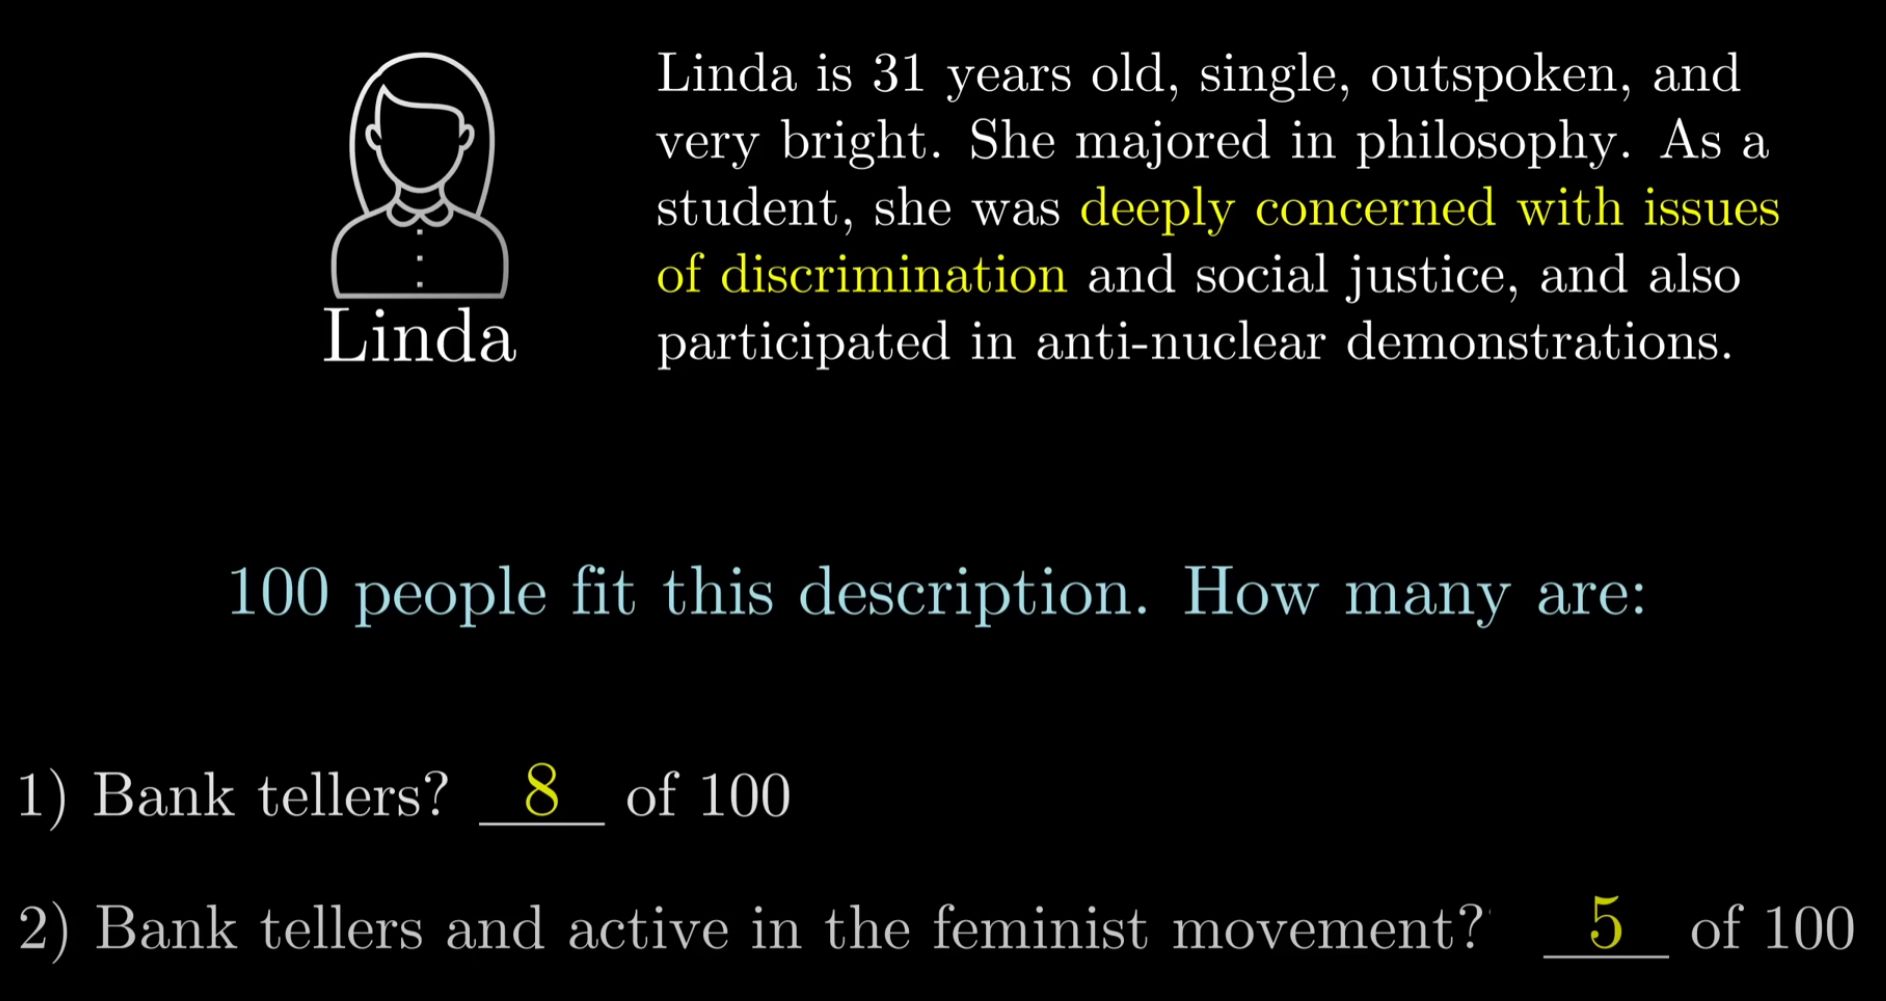 Linda is 31 years old, single, outspoken, and
very bright. She majored in philosophy. As a
student, she was deeply concerned with issues
of discrimination and social justice, and also
participated in anti-nuclear demonstrations.
Linda
100 people fit this description. How many are:
1) Bank tellers? 8 of 100
2) Bank tellers and active in the feminist movement? 5 of 100